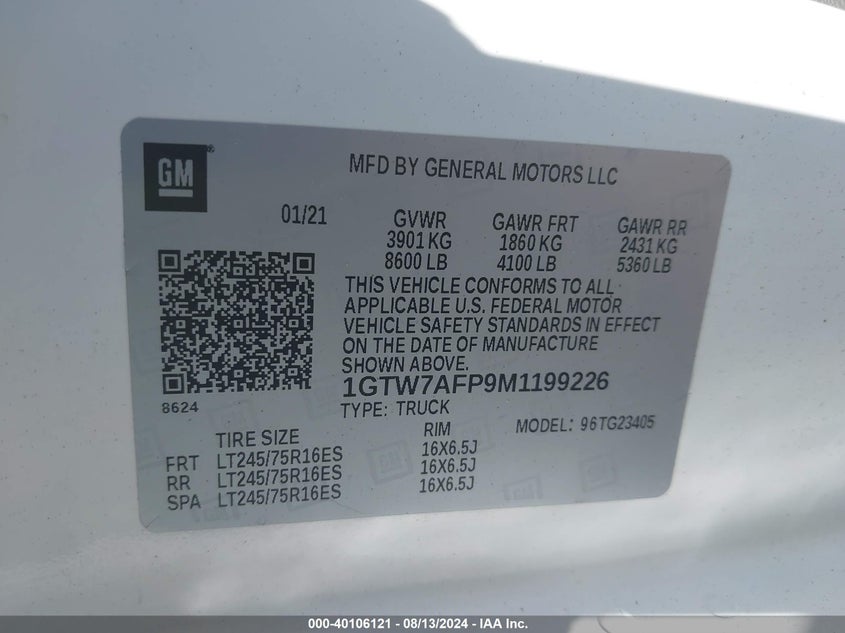 GM
MFD BY GENERAL MOTORS LLC
01/21 GVWR GAWR FRT GAWR RR
3901 KG 1860 KG 2431 KG
8600 LB 4100 LB 5360 LB
THIS VEHICLE CONFORMS TO ALL
APPLICABLE U.S. FEDERAL MOTOR
VEHICLE SAFETY STANDARDS IN EFFECT
ON THE DATE OF MANUFACTURE
SHOWN ABOVE.
1GTW7AFP9M1199226
8624
TYPE: TRUCK MODEL: 96TG23405
TIRE SIZE RIM
FRT LT245/75R16ES 16X6.5J
RR LT245/75R16ES 16X6.5J
SPA LT245/75R16ES 16X6.5J
000-40106121 - 08/13/2024 - IAA Inc.